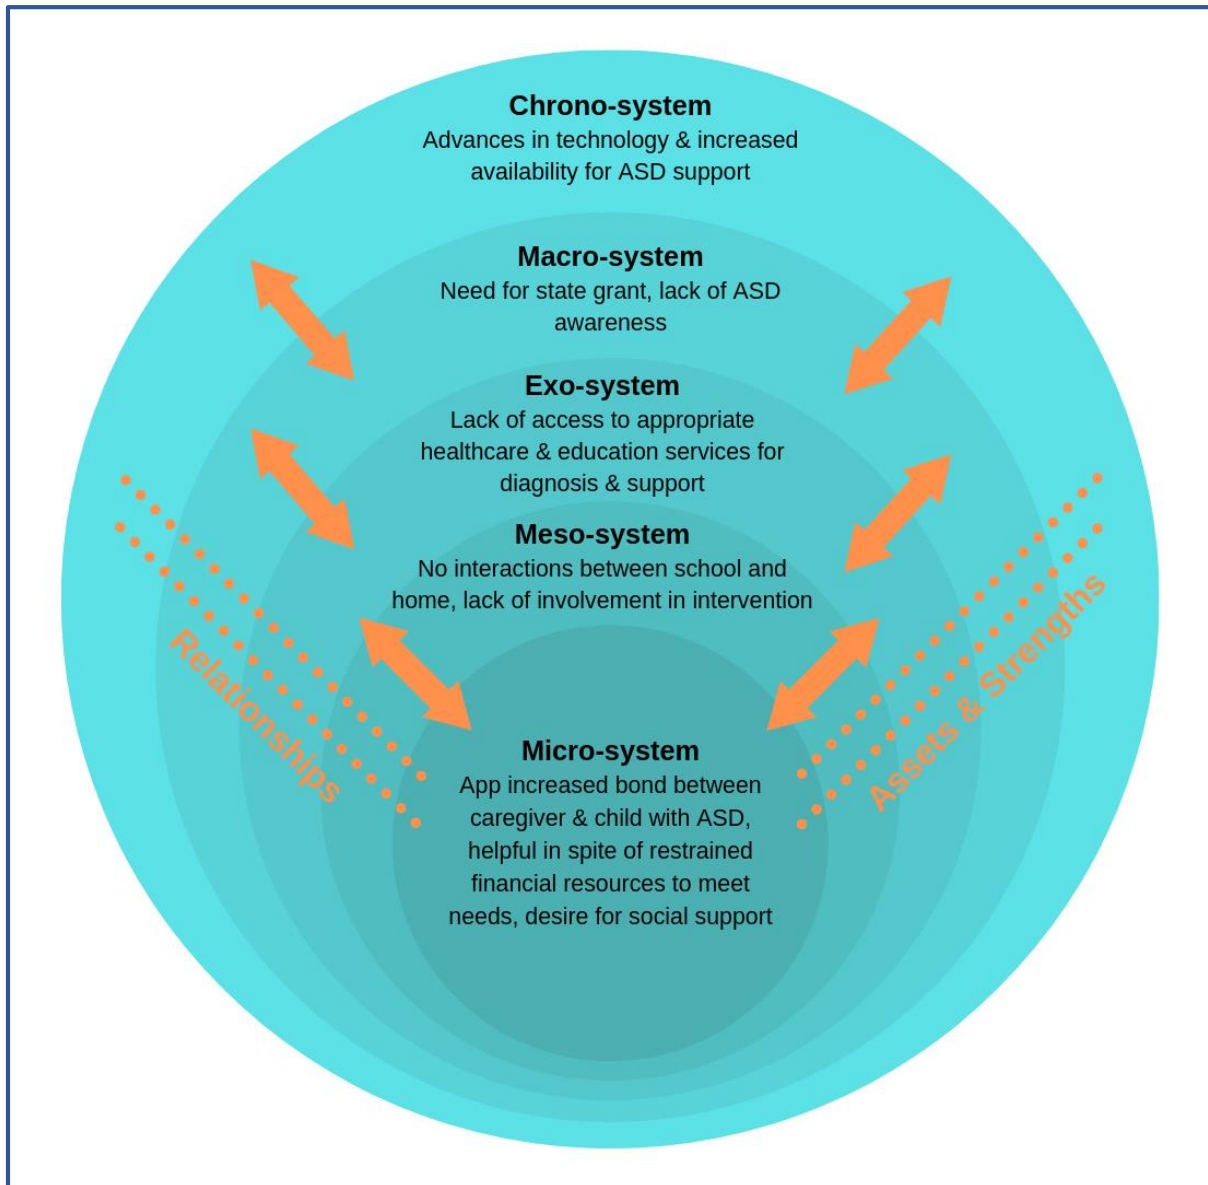 Chrono-system
Advances in technology & increased
availability for ASD support
Macro-system
Need for state grant, lack of ASD
awareness
Exo-system
Lack of access to appropriate
healthcare & education services for
diagnosis & support
Meso-system
No interactions between school and
home, lack of involvement in intervention
Relationships
Assets & Strengths
Micro-system
App increased bond between
caregiver & child with ASD,
helpful in spite of restrained
financial resources to meet
needs, desire for social support